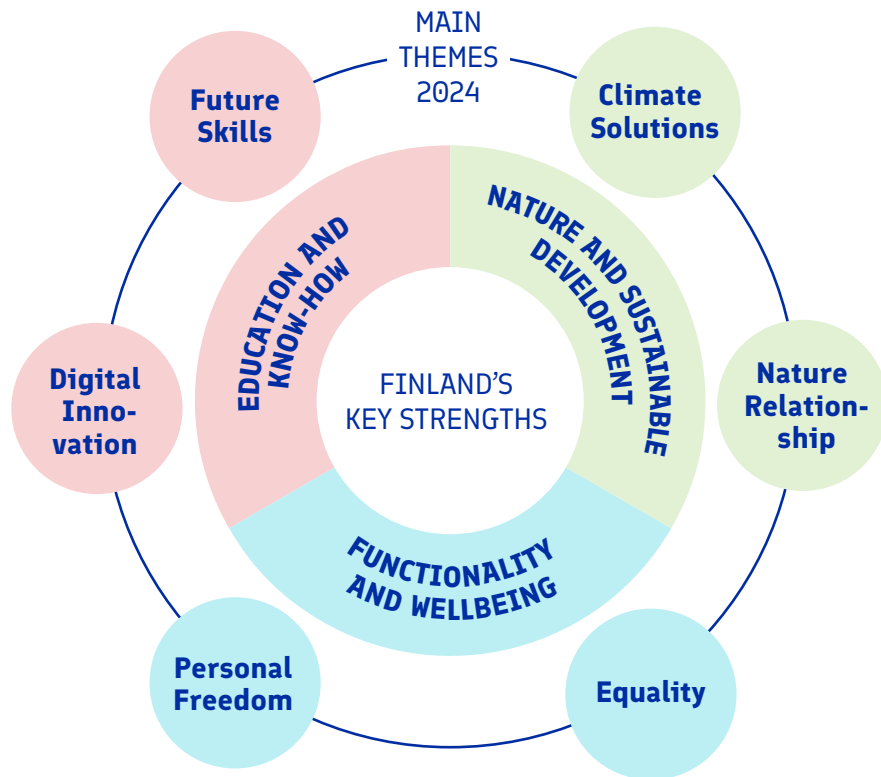 MAIN
THEMES
2024
Future
Skills
Climate
Solutions
EDUCATION AND
KNOW-HOW
NATURE AND SUSTAINABLE
DEVELOPMENT
Digital
Inno-
vation
FINLAND'S
KEY STRENGTHS
Nature
Relation-
ship
FUNCTIONALITY
AND WELLBEING
Personal
Freedom
Equality